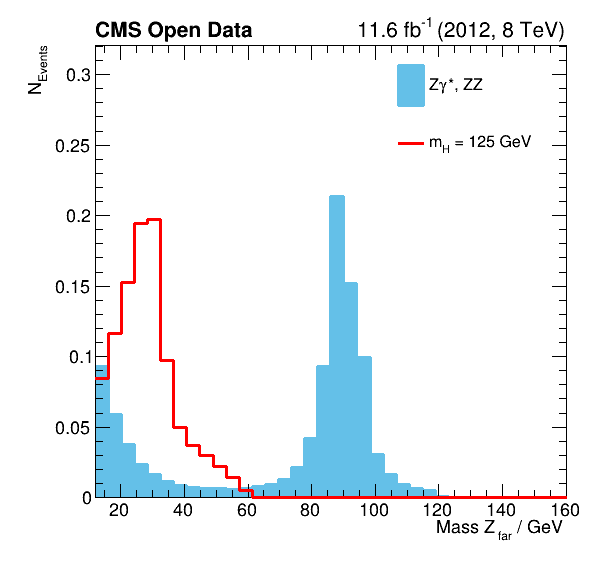 CMS Open Data 11.6 fb-1 (2012, 8 TeV)
NEvents
0.3
0.25
0.2
0.15
0.1
0.05
0
Zγ*, ZZ
mH = 125 GeV
20 40 60 80 100 120 140 160
Mass Zfar / GeV